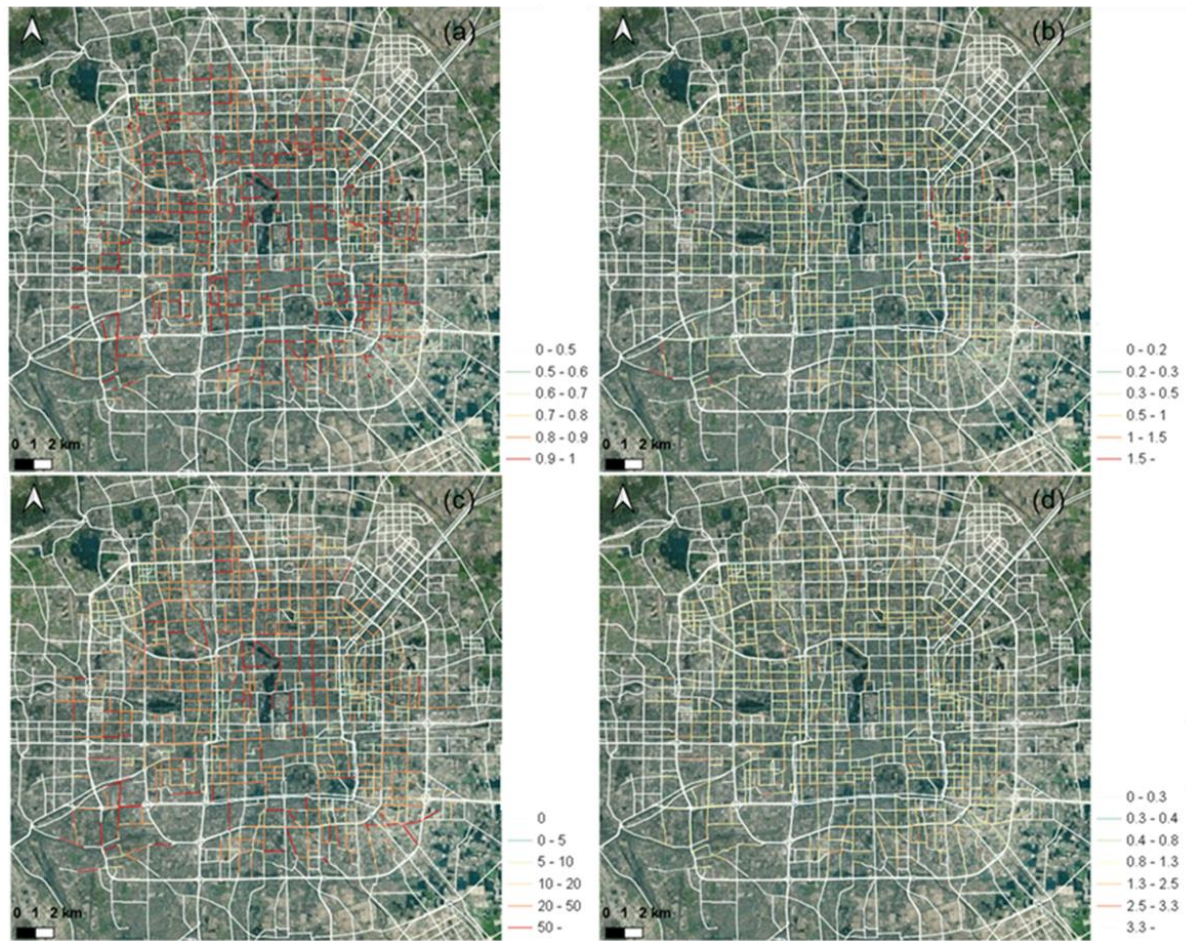 (a)
0 - 0.5
0.5 - 0.6
0.6 - 0.7
0.7 - 0.8
0.8 - 0.9
0.9 - 1
0 1 2 km
(b)
0 - 0.2
0.2 - 0.3
0.3 - 0.5
0.5 - 1
1 - 1.5
1.5 -
0 1 2 km
(c)
0
0 - 5
5 - 10
10 - 20
20 - 50
50 -
0 1 2 km
(d)
0 - 0.3
0.3 - 0.4
0.4 - 0.8
0.8 - 1.3
1.3 - 2.5
2.5 - 3.3
3.3 -
0 1 2 km